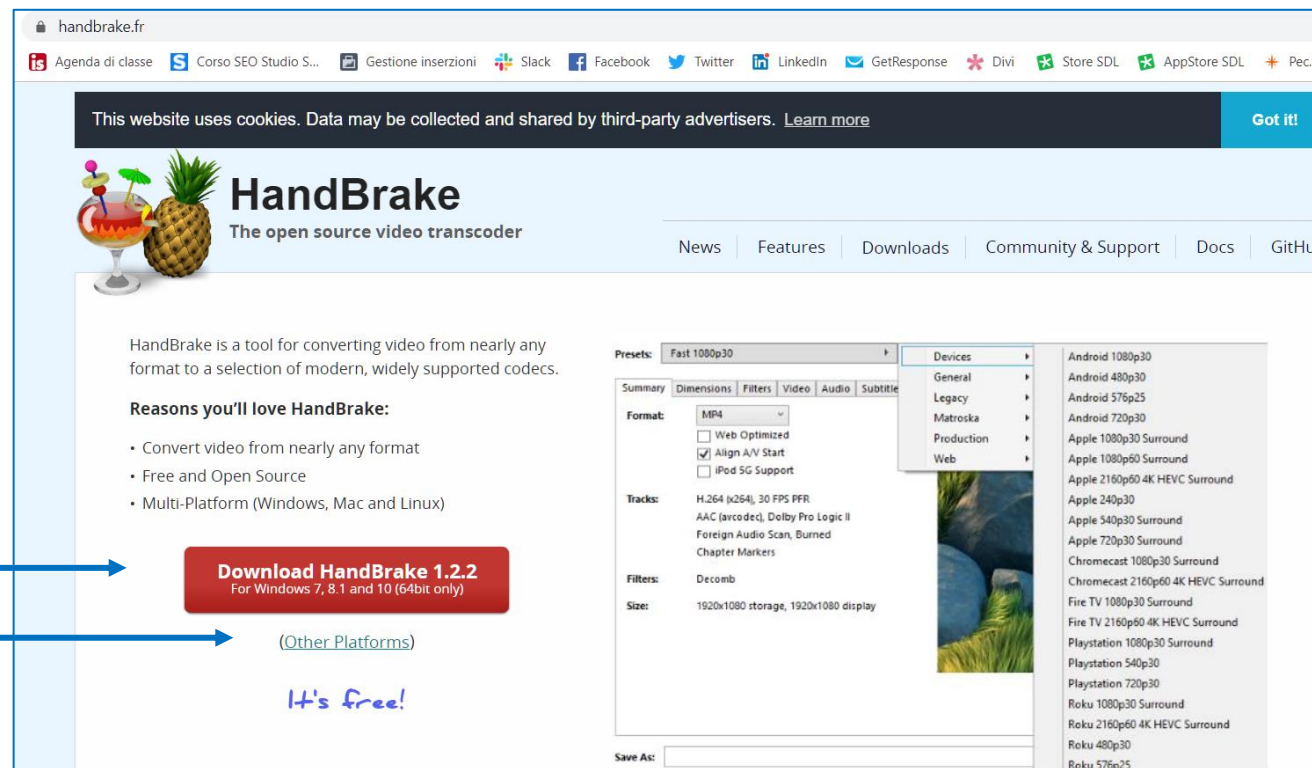 handbrake.fr
Agenda di classe Corso SEO Studio S... Gestione inserzioni Slack Facebook Twitter LinkedIn GetResponse Divi Store SDL AppStore SDL Pec.
This website uses cookies. Data may be collected and shared by third-party advertisers. Learn more Got it!
HandBrake
The open source video transcoder
News Features Downloads Community & Support Docs GitHu
HandBrake is a tool for converting video from nearly any
format to a selection of modern, widely supported codecs.
Reasons you'll love HandBrake:
• Convert video from nearly any format
• Free and Open Source
• Multi-Platform (Windows, Mac and Linux)
Download HandBrake 1.2.2
For Windows 7, 8.1 and 10 (64bit only)
(Other Platforms)
It's free!
Presets: Fast 1080p30
Summary Dimensions Filters Video Audio Subtitle
Format: MP4
Web Optimized
Align A/V Start
iPod 5G Support
Tracks: H.264 (x264), 30 FPS PFR
AAC (avcodec), Dolby Pro Logic II
Foreign Audio Scan, Burned
Chapter Markers
Filters: Decomb
Size: 1920x1080 storage, 1920x1080 display
Save As:
Devices
General
Legacy
Matroska
Production
Web
Android 1080p30
Android 480p30
Android 576p25
Android 720p30
Apple 1080p30 Surround
Apple 1080p60 Surround
Apple 2160p60 4K HEVC Surround
Apple 240p30
Apple 540p30 Surround
Apple 720p30 Surround
Chromecast 1080p30 Surround
Chromecast 2160p60 4K HEVC Surround
Fire TV 1080p30 Surround
Fire TV 2160p60 4K HEVC Surround
Playstation 1080p30 Surround
Playstation 540p30
Playstation 720p30
Roku 1080p30 Surround
Roku 2160p60 4K HEVC Surround
Roku 480p30
Roku 576p25